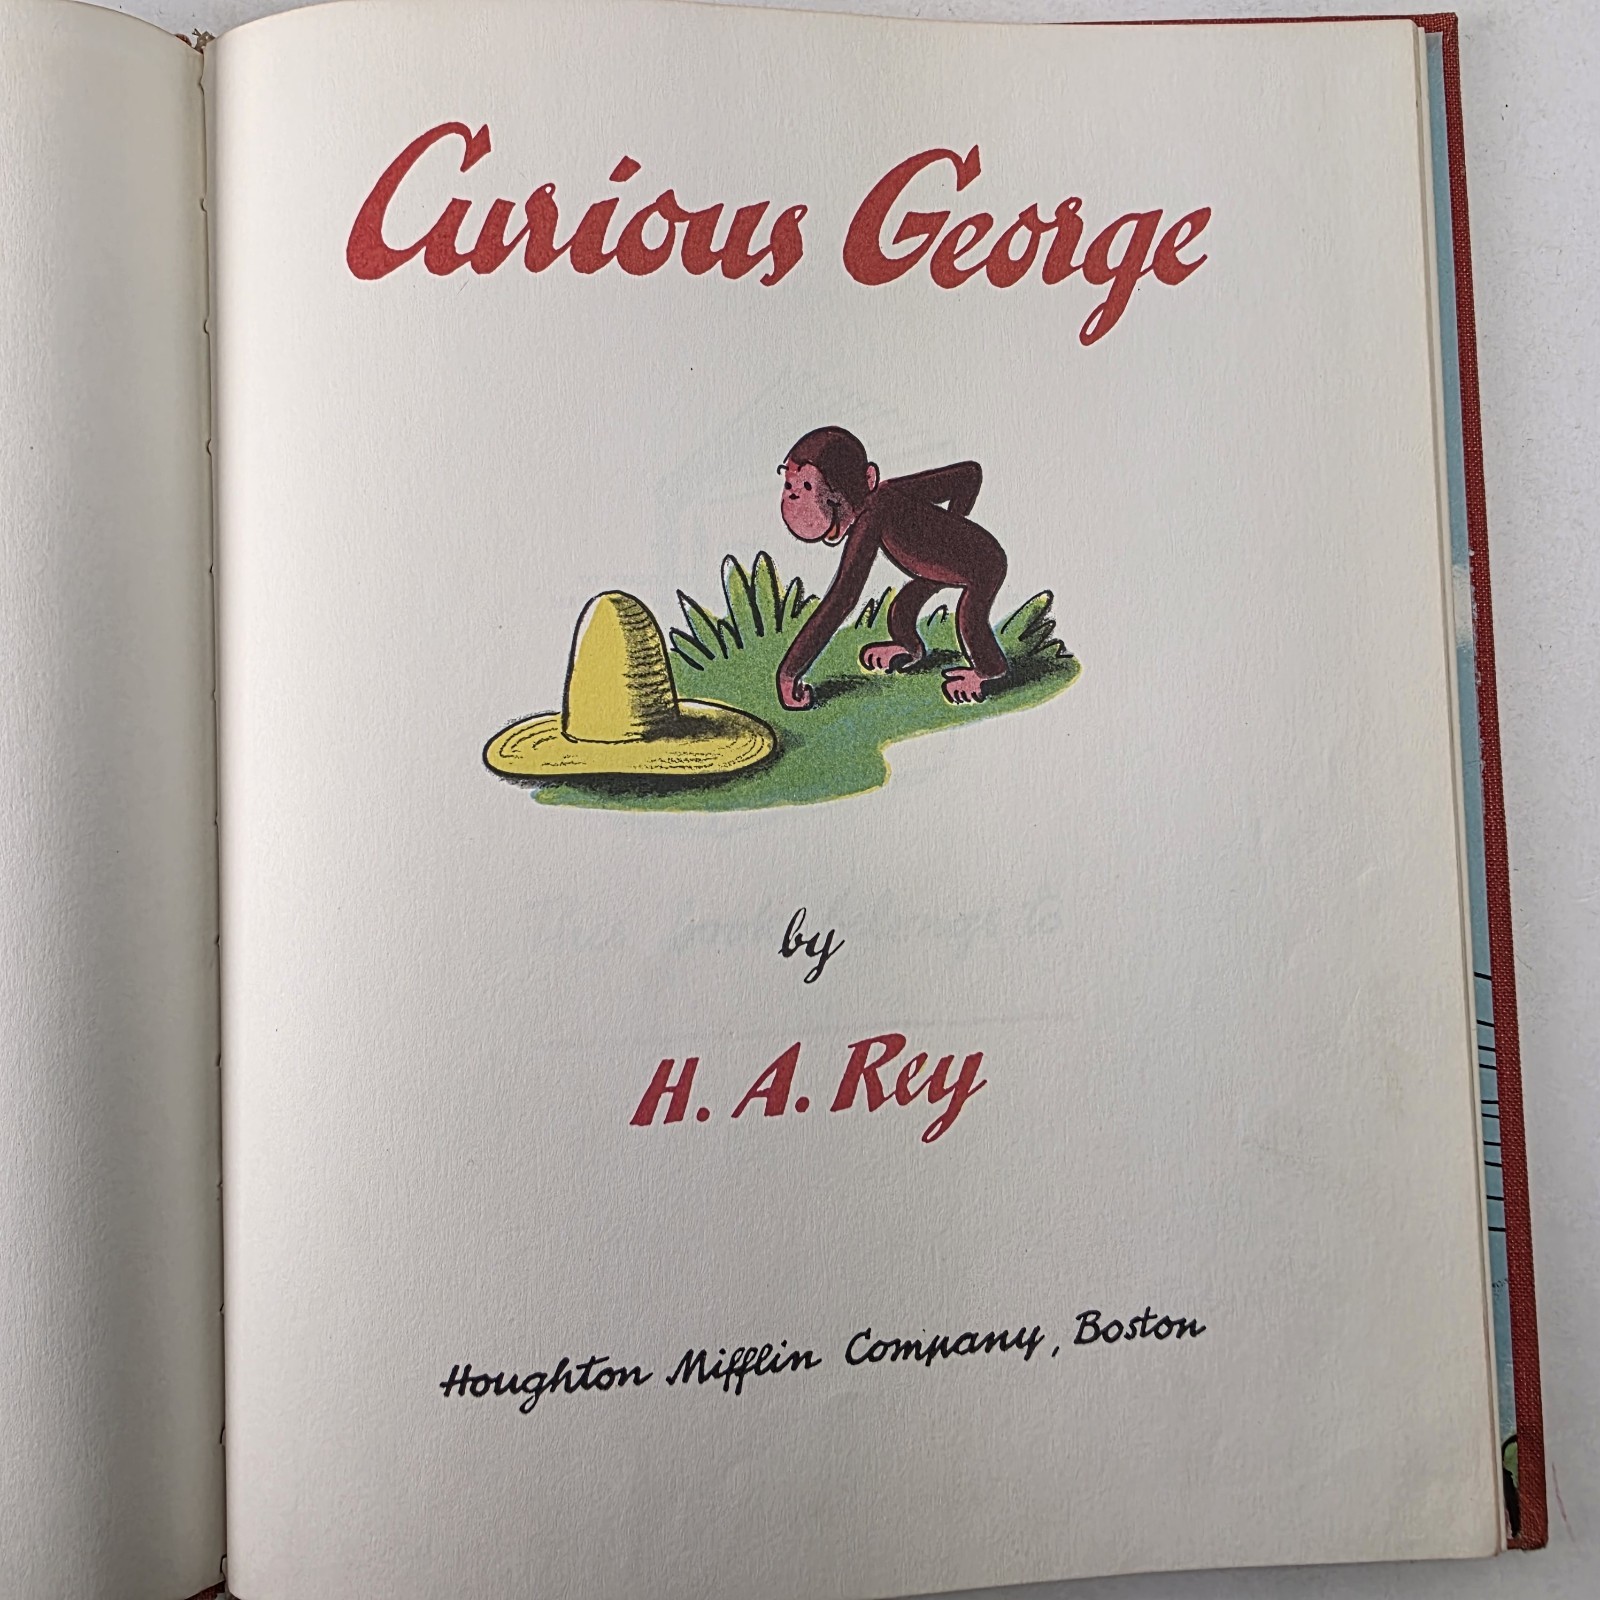 Curious George
by
H. A. Rey
Houghton Mifflin Company, Boston